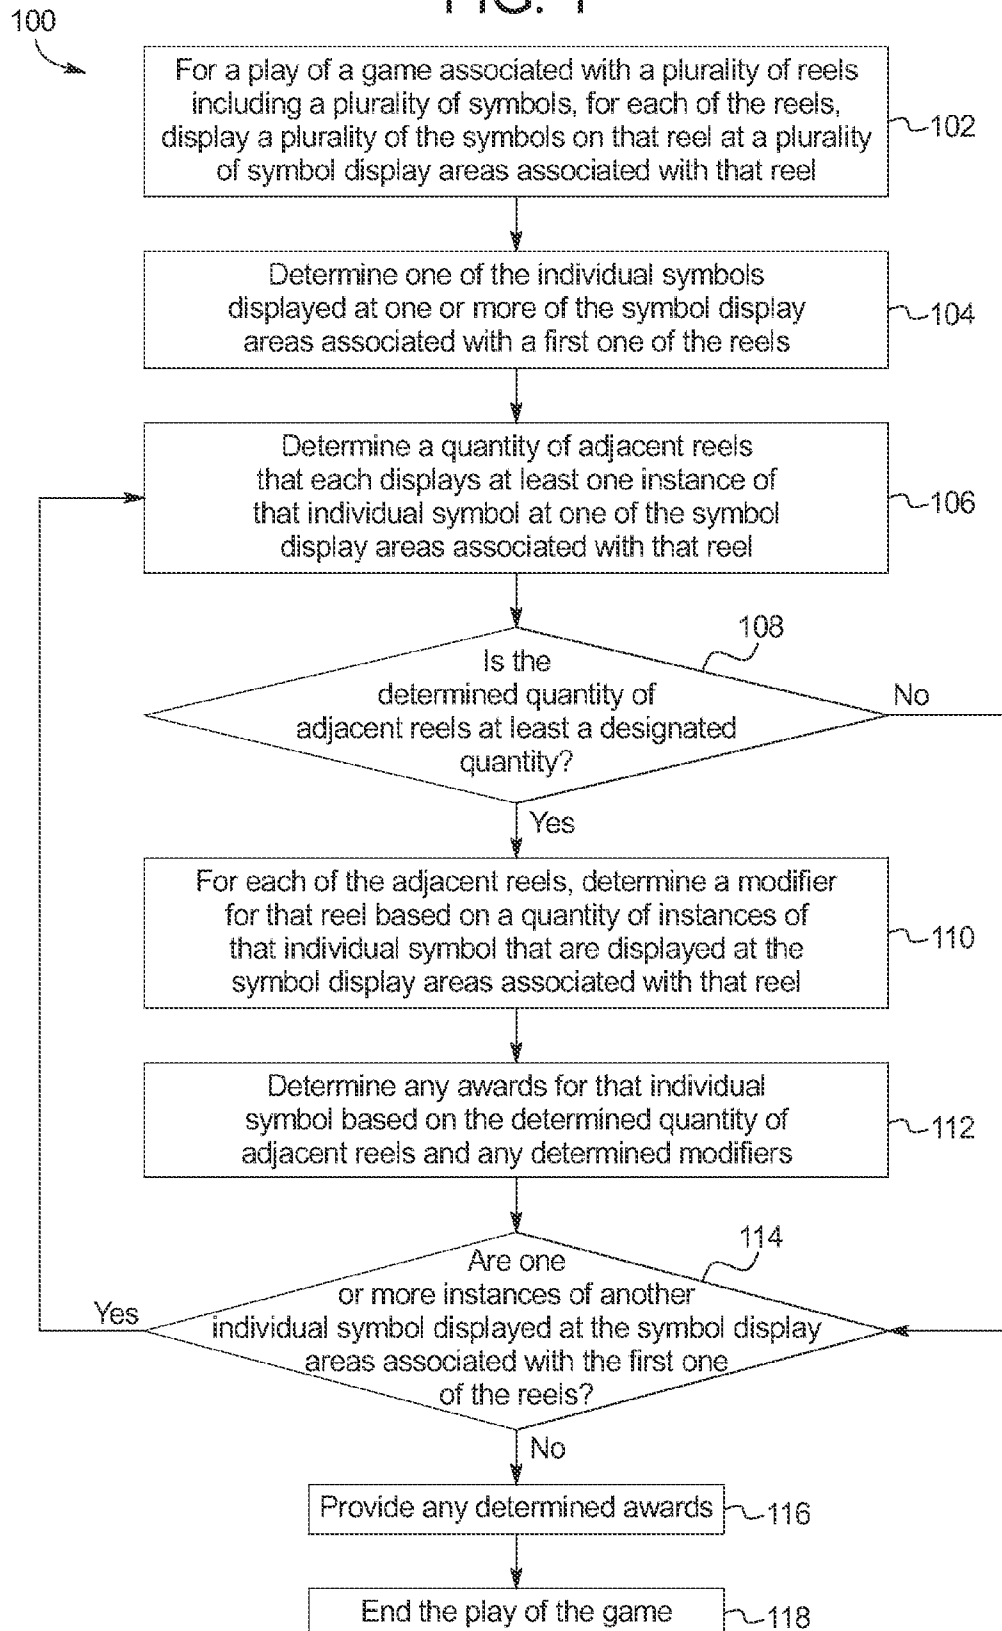 FIG. 1
100
For a play of a game associated with a plurality of reels
including a plurality of symbols, for each of the reels,
display a plurality of the symbols on that reel at a plurality
of symbol display areas associated with that reel
102
Determine one of the individual symbols
displayed at one or more of the symbol display
areas associated with a first one of the reels
104
Determine a quantity of adjacent reels
that each displays at least one instance of
that individual symbol at one of the symbol
display areas associated with that reel
106
108
Is the
determined quantity of
adjacent reels at least a designated
quantity?
No
Yes
For each of the adjacent reels, determine a modifier
for that reel based on a quantity of instances of
that individual symbol that are displayed at the
symbol display areas associated with that reel
110
Determine any awards for that individual
symbol based on the determined quantity of
adjacent reels and any determined modifiers
112
114
Are one
or more instances of another
individual symbol displayed at the symbol display
areas associated with the first one
of the reels?
Yes
No
Provide any determined awards
116
End the play of the game
118